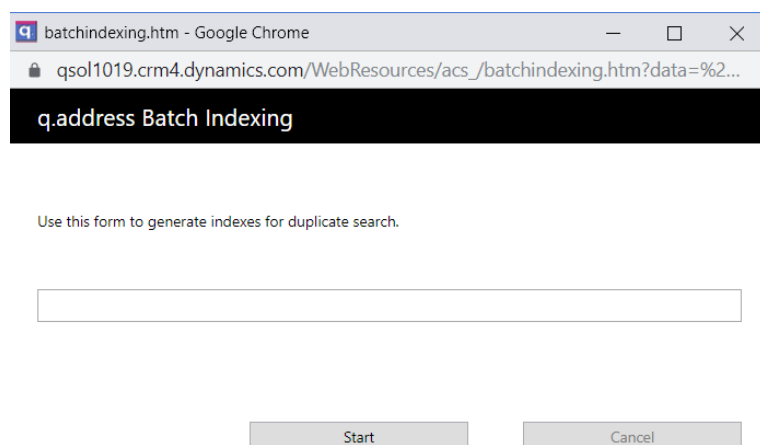 q. batchindexing.htm - Google Chrome
qsol1019.crm4.dynamics.com/WebResources/acs_/batchindexing.htm?data=%2...
q.address Batch Indexing
Use this form to generate indexes for duplicate search.
Start Cancel